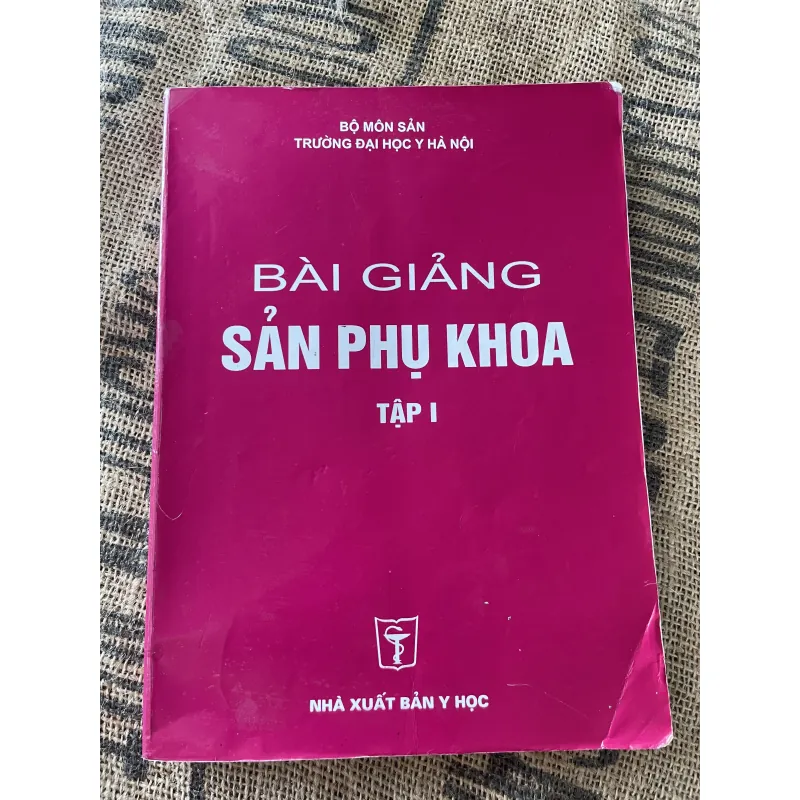 BỘ MÔN SẢN
TRƯỜNG ĐẠI HỌC Y HÀ NỘI
BÀI GIẢNG
SẢN PHỤ KHOA
TẬP I
NHÀ XUẤT BẢN Y HỌC